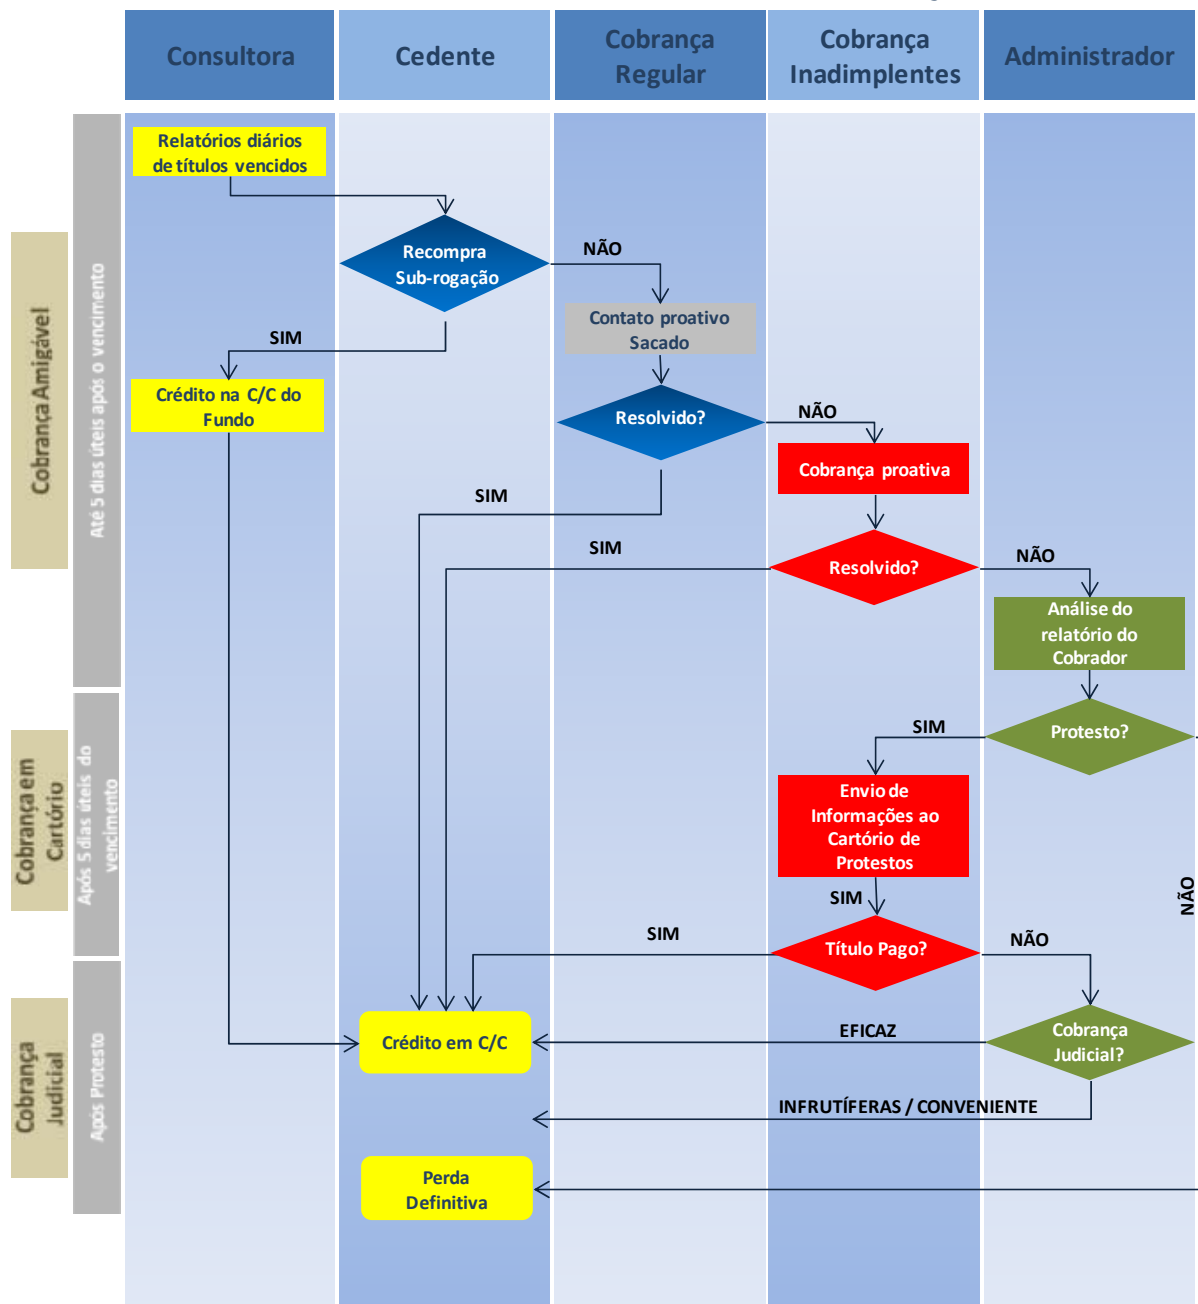 Consultora
Cedente
Cobrança
Regular
Cobrança
Inadimplentes
Administrador
Cobrança Amigável
Até 5 dias úteis após o vencimento
Relatórios diários
de títulos vencidos
Recompra
Sub-rogação
NÃO
SIM
Contato proativo
Sacado
Crédito na C/C do
Fundo
Resolvido?
NÃO
SIM
Cobrança proativa
SIM
Resolvido?
NÃO
Análise do
relatório do
Cobrador
Cobrança em
Cartório
Após 5 dias úteis do
vencimento
Protesto?
SIM
NÃO
Envio de
Informações ao
Cartório de
Protestos
SIM
Título Pago?
SIM
NÃO
Cobrança
Judicial
Após Protesto
Crédito em C/C
EFICAZ
Cobrança
Judicial?
INFRUTÍFERAS / CONVENIENTE
Perda
Definitiva